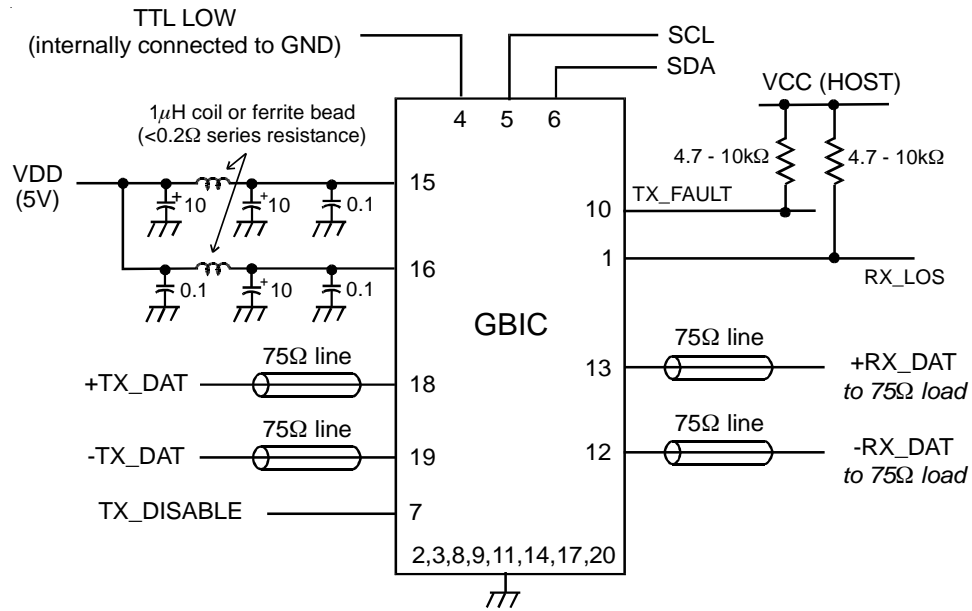 TTL LOW
(internally connected to GND)
SCL
SDA
VCC (HOST)
1μH coil or ferrite bead
(<0.2Ω series resistance)
4 5 6
4.7 - 10kΩ 4.7 - 10kΩ
VDD
(5V)
+10 +10 0.1
15
10
TX_FAULT
1
RX_LOS
0.1 +10 0.1
16
GBIC
75Ω line
+TX_DAT
18
75Ω line
13
+RX_DAT
to 75Ω load
75Ω line
-TX_DAT
19
75Ω line
12
-RX_DAT
to 75Ω load
TX_DISABLE
7
2,3,8,9,11,14,17,20